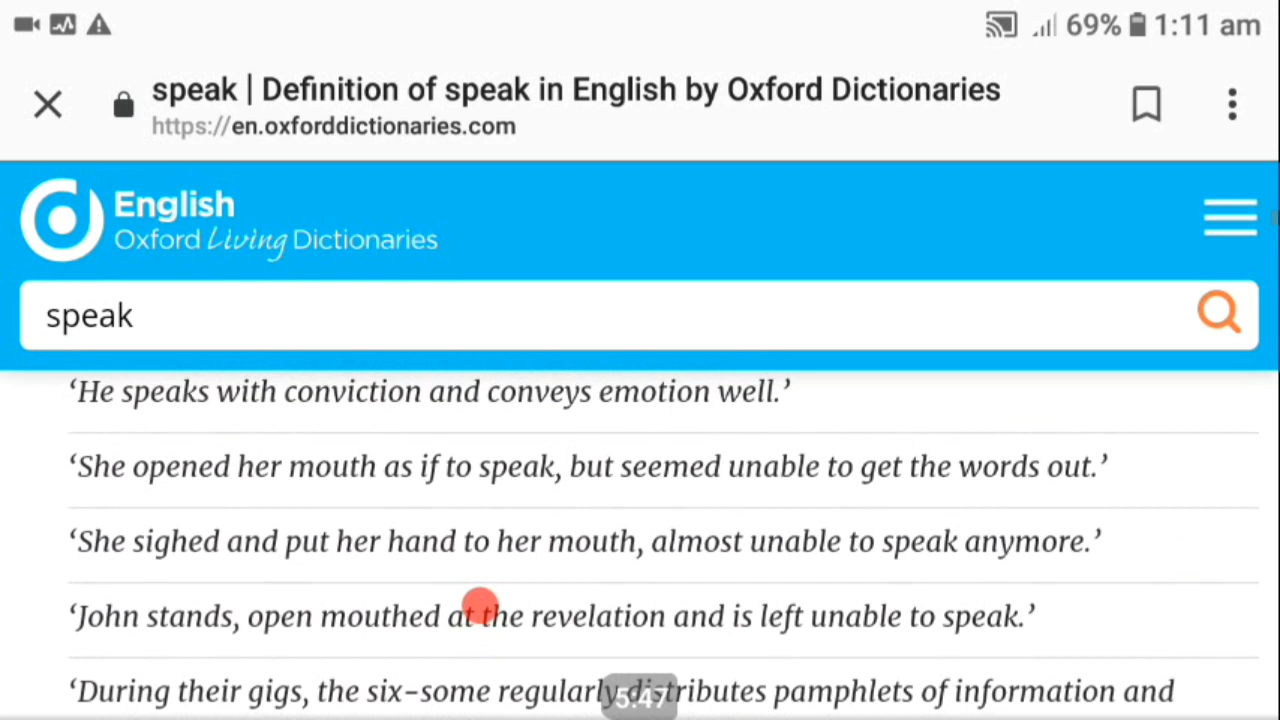 69% 1:11 am
speak | Definition of speak in English by Oxford Dictionaries
https://en.oxforddictionaries.com
English
Oxford Living Dictionaries
speak
‘He speaks with conviction and conveys emotion well.’
‘She opened her mouth as if to speak, but seemed unable to get the words out.’
‘She sighed and put her hand to her mouth, almost unable to speak anymore.’
‘John stands, open mouthed at the revelation and is left unable to speak.’
‘During their gigs, the six-some regularly distributes pamphlets of information and
5:47